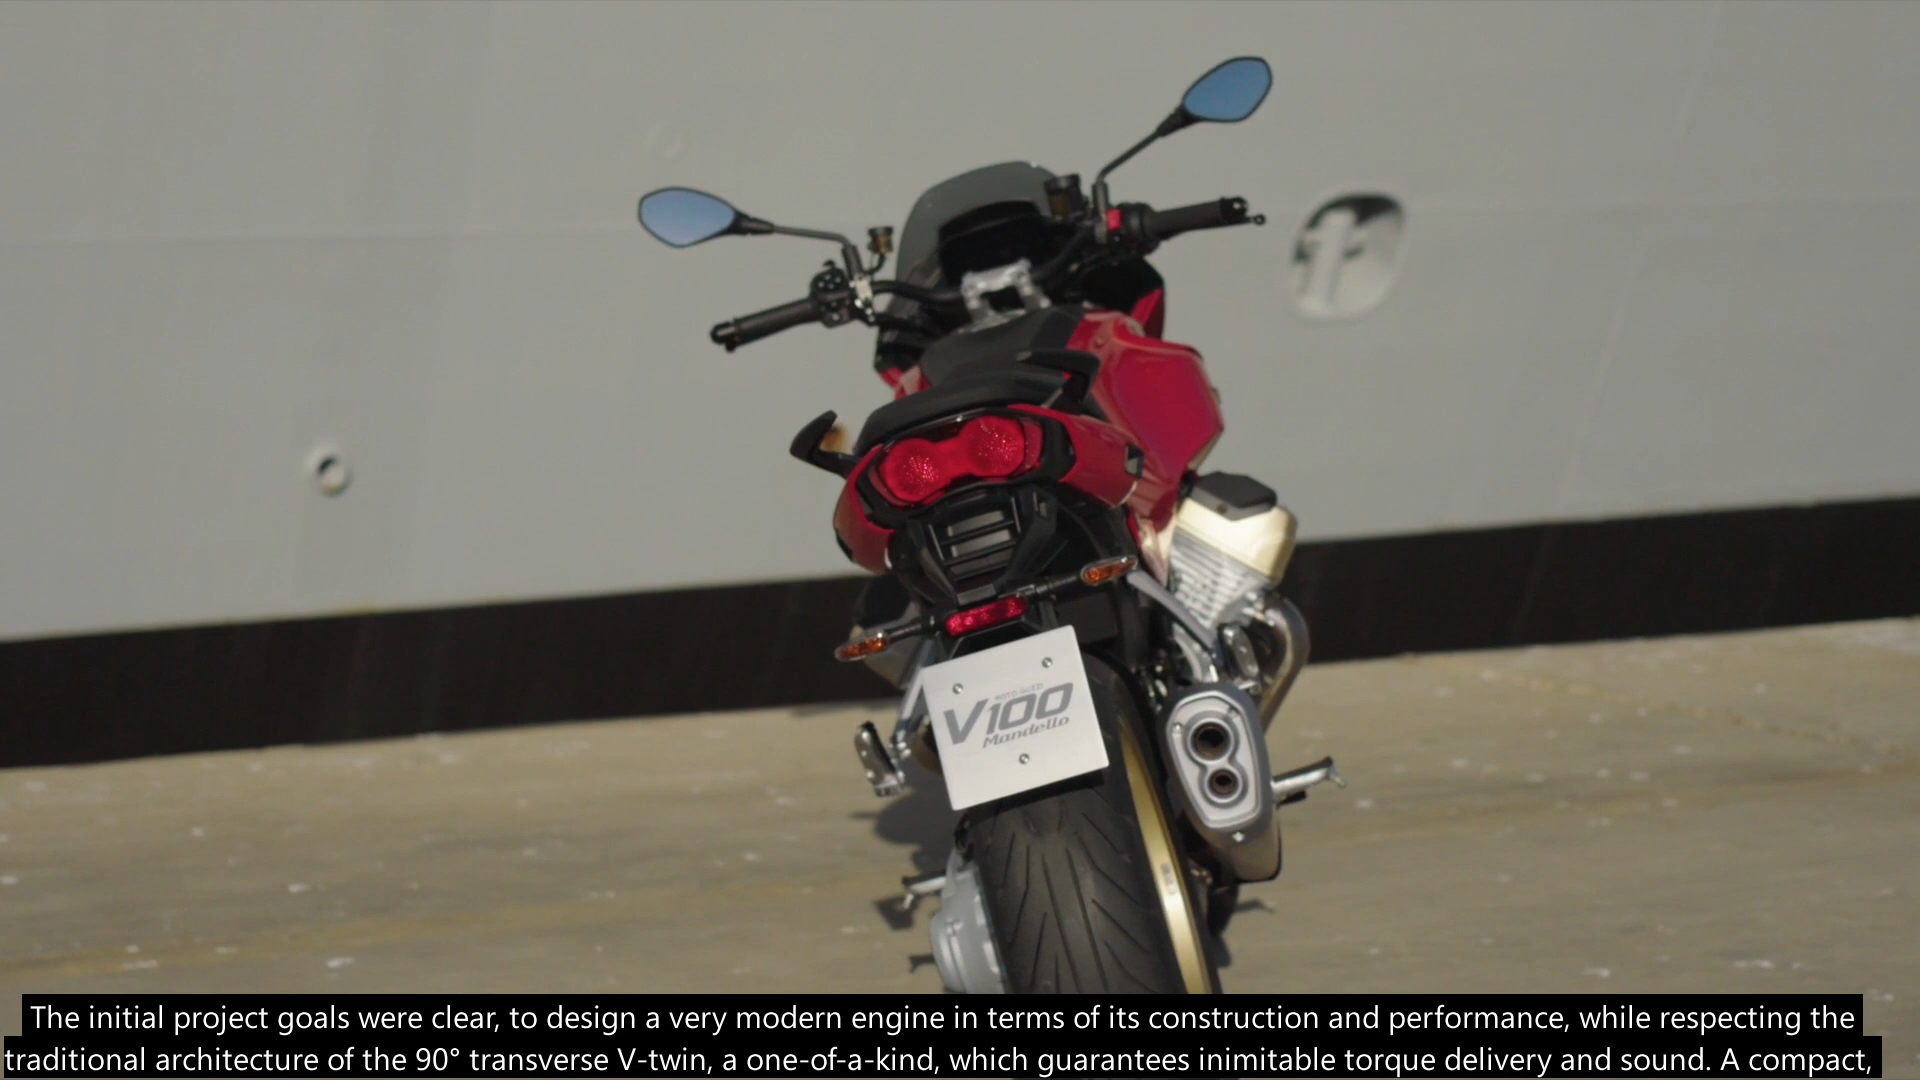 MOTO GUZZI
V100
Mandello
The initial project goals were clear, to design a very modern engine in terms of its construction and performance, while respecting the
traditional architecture of the 90° transverse V-twin, a one-of-a-kind, which guarantees inimitable torque delivery and sound. A compact,